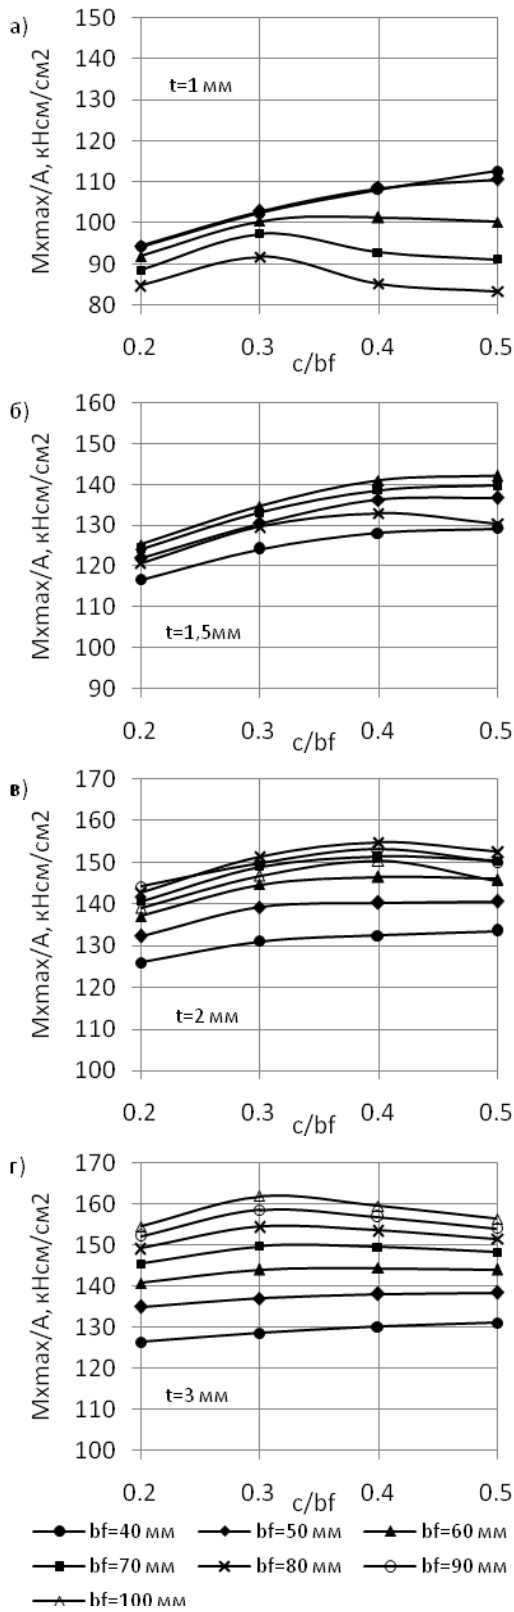 а)
Mxmax/A, кНсм/см2
150
140
130
120
110
100
90
80
t=1 мм
0.2 0.3 0.4 0.5
c/bf
б)
Mxmax/A, кНсм/см2
160
150
140
130
120
110
100
90
t=1,5мм
0.2 0.3 0.4 0.5
c/bf
в)
Mxmax/A, кНсм/см2
170
160
150
140
130
120
110
100
t=2 мм
0.2 0.3 0.4 0.5
c/bf
г)
Mxmax/A, кНсм/см2
170
160
150
140
130
120
110
100
t=3 мм
0.2 0.3 0.4 0.5
c/bf
bf=40 мм bf=50 мм bf=60 мм
bf=70 мм bf=80 мм bf=90 мм
bf=100 мм